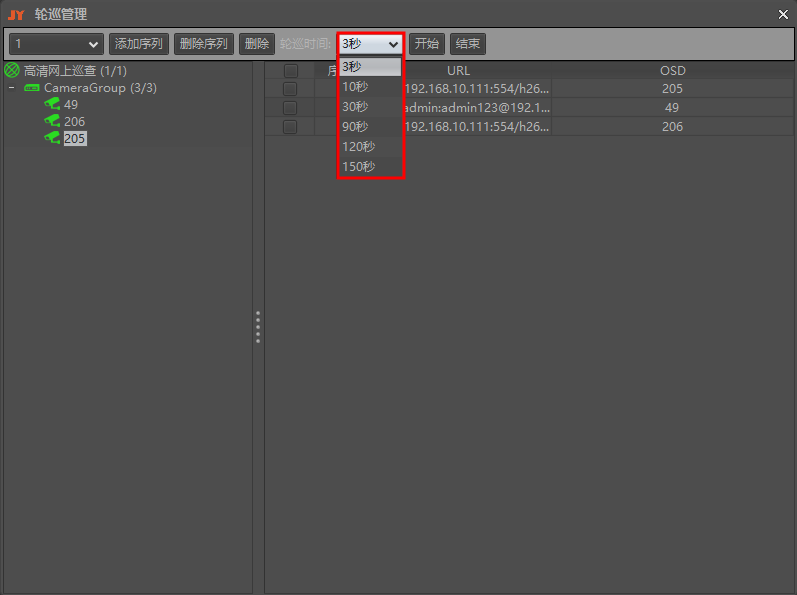 JY 轮巡管理
1 添加序列 删除序列 删除 轮巡时间: 3秒 开始 结束
高清网上巡查 (1/1)
CameraGroup (3/3)
49
206
205
3秒
10秒
30秒
90秒
120秒
150秒
序 URL OSD
192.168.10.111:554/h26... 205
admin:admin123@192.1... 49
192.168.10.111:554/h26... 206